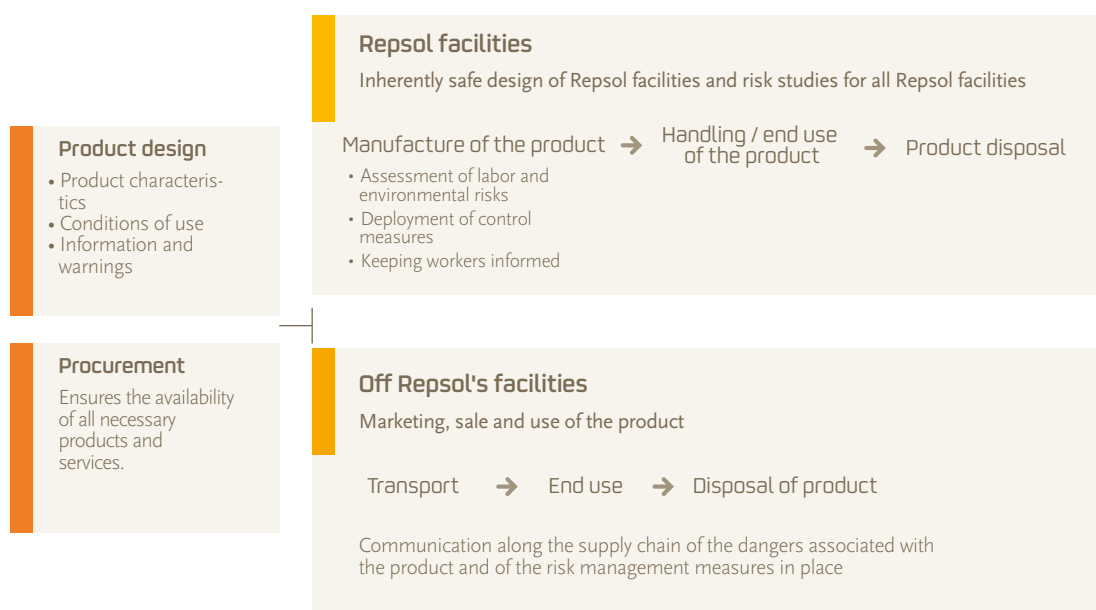 Product design
• Product characteris-
tics
• Conditions of use
• Information and
warnings
Procurement
Ensures the availability
of all necessary
products and
services.
Repsol facilities
Inherently safe design of Repsol facilities and risk studies for all Repsol facilities
Manufacture of the product → Handling / end use
of the product → Product disposal
• Assessment of labor and
environmental risks
• Deployment of control
measures
• Keeping workers informed
Off Repsol's facilities
Marketing, sale and use of the product
Transport → End use → Disposal of product
Communication along the supply chain of the dangers associated with
the product and of the risk management measures in place